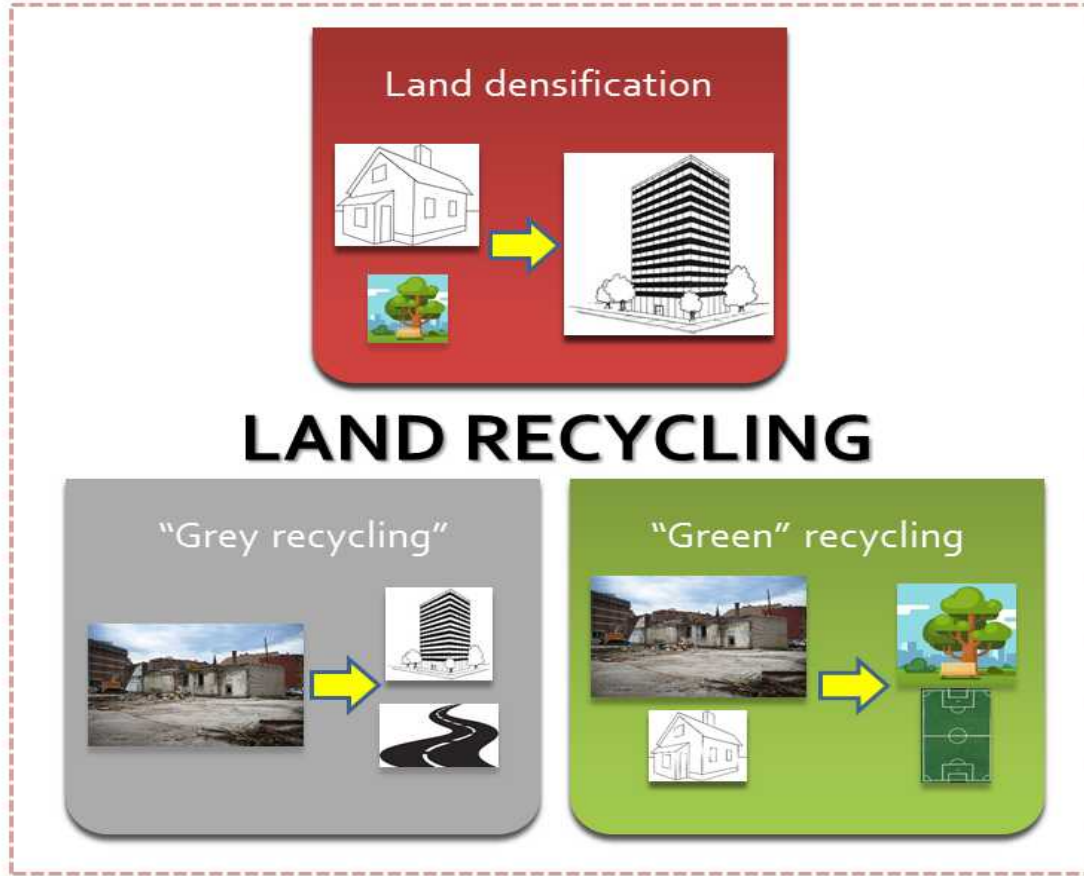 Land densification
LAND RECYCLING
“Grey recycling”
“Green” recycling